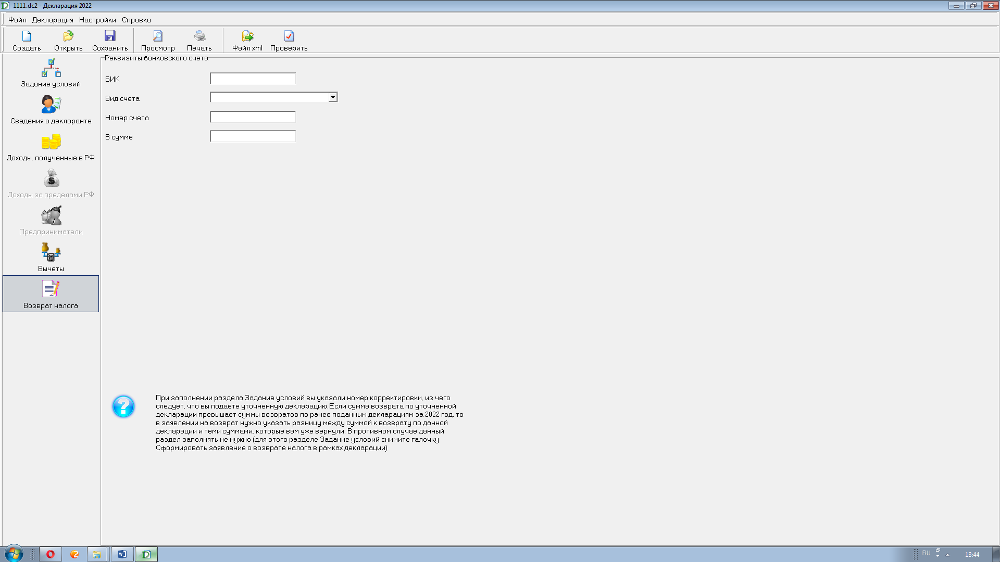 1111.dc2 - Декларация 2022
Файл Декларация Настройки Справка
Создать Открыть Сохранить Просмотр Печать Файл xml Проверить
Задание условий
Сведения о декларанте
Доходы, полученные в РФ
Доходы за пределами РФ
Предприниматели
Вычеты
Возврат налога
Реквизиты банковского счета
БИК
Вид счета
Номер счета
В сумме
При заполнении раздела Задание условий вы указали номер корректировки, из чего
следует, что вы подаете уточненную декларацию.Если сумма возврата по уточненной
декларации превышает суммы возвратов по ранее поданным декларациям за 2022 год, то
в заявлении на возврат нужно указать разницу между суммой к возврату по данной
декларации и теми суммами, которые вам уже вернули. В противном случае данный
раздел заполнять не нужно (для этого разделе Задание условий снимите галочку
Сформировать заявление о возврате налога в рамках декларации)
RU
13:44